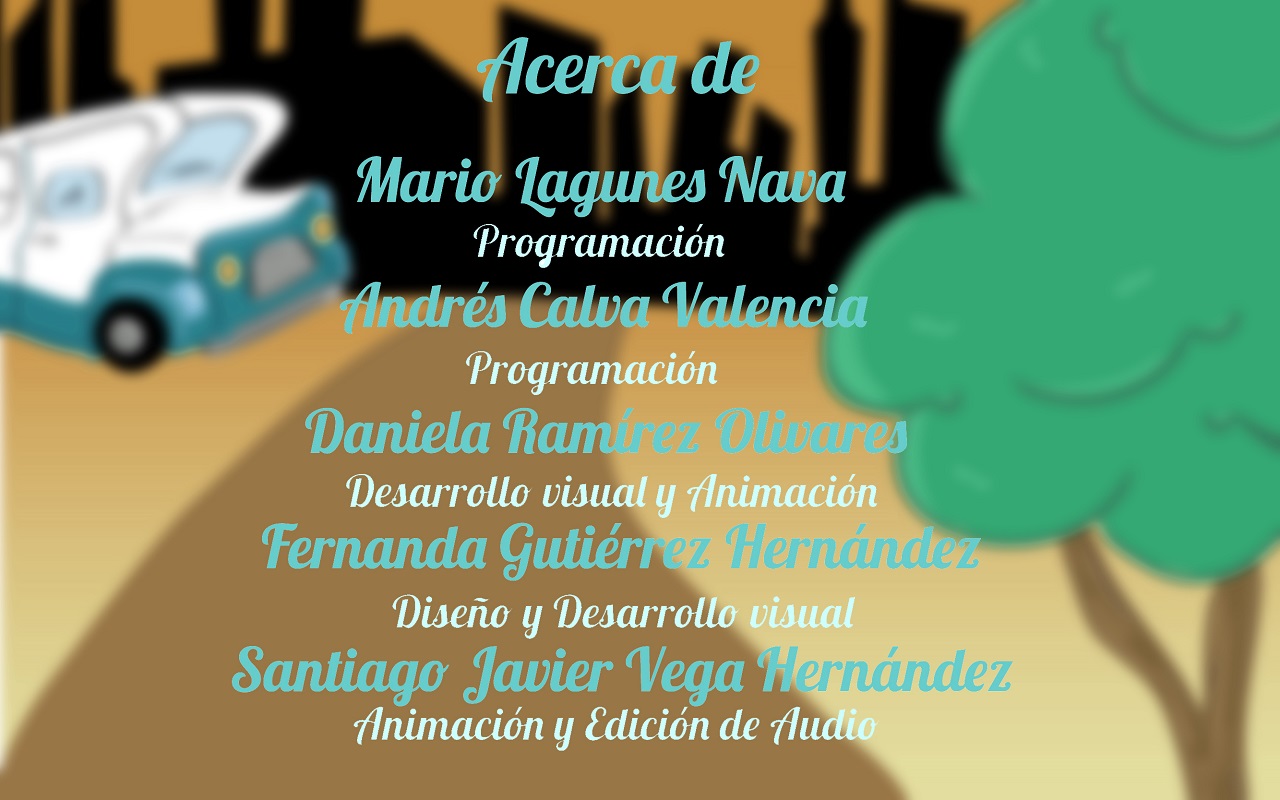 Acerca de
Mario Lagunes Nava
Programación
Andrés Calva Valencia
Programación
Daniela Ramírez Olivares
Desarrollo visual y Animación
Fernanda Gutiérrez Hernández
Diseño y Desarrollo visual
Santiago Javier Vega Hernández
Animación y Edición de Audio